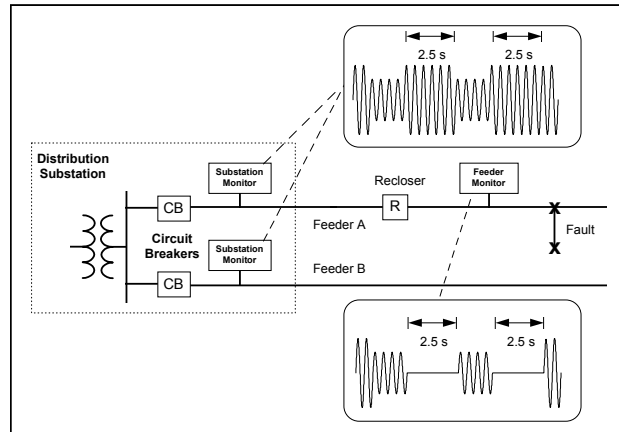 2.5 s
2.5 s
Distribution
Substation
Substation
Monitor
Recloser
Feeder
Monitor
CB
R
X
Circuit
Breakers
Feeder A
Fault
Substation
Monitor
X
Feeder B
CB
2.5 s
2.5 s